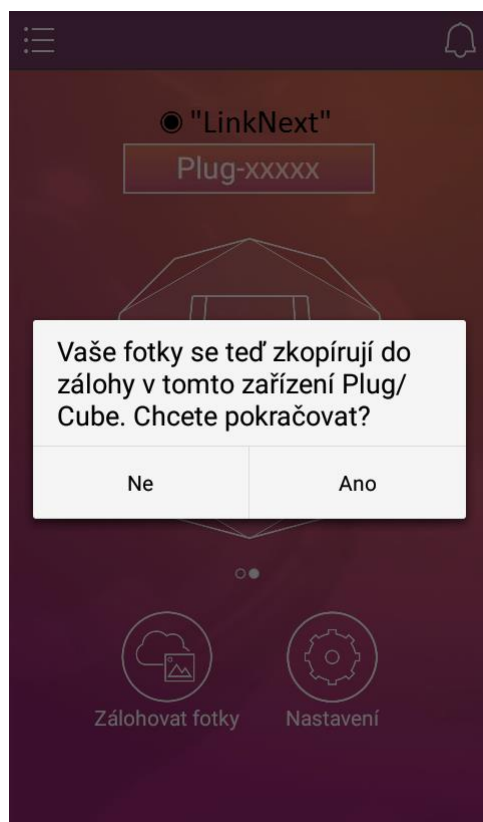 "LinkNext"
Plug-xxxxx
Vaše fotky se teď zkopírují do
zálohy v tomto zařízení Plug/
Cube. Chcete pokračovat?
Ne Ano
Zálohovat fotky Nastavení